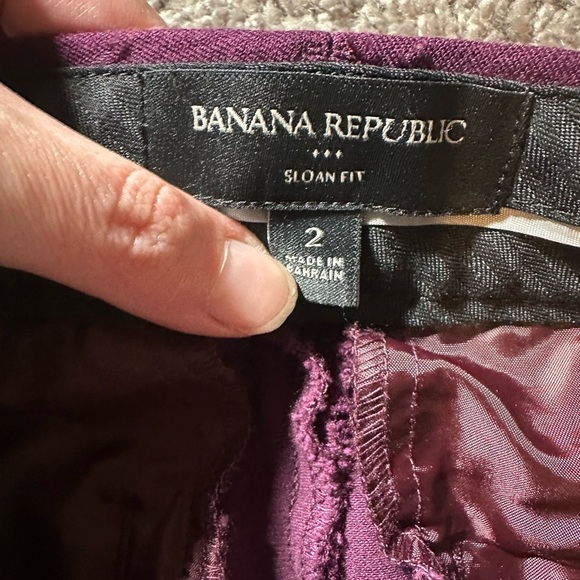 BANANA REPUBLIC
SLOAN FIT
2
MADE IN
BAHRAIN